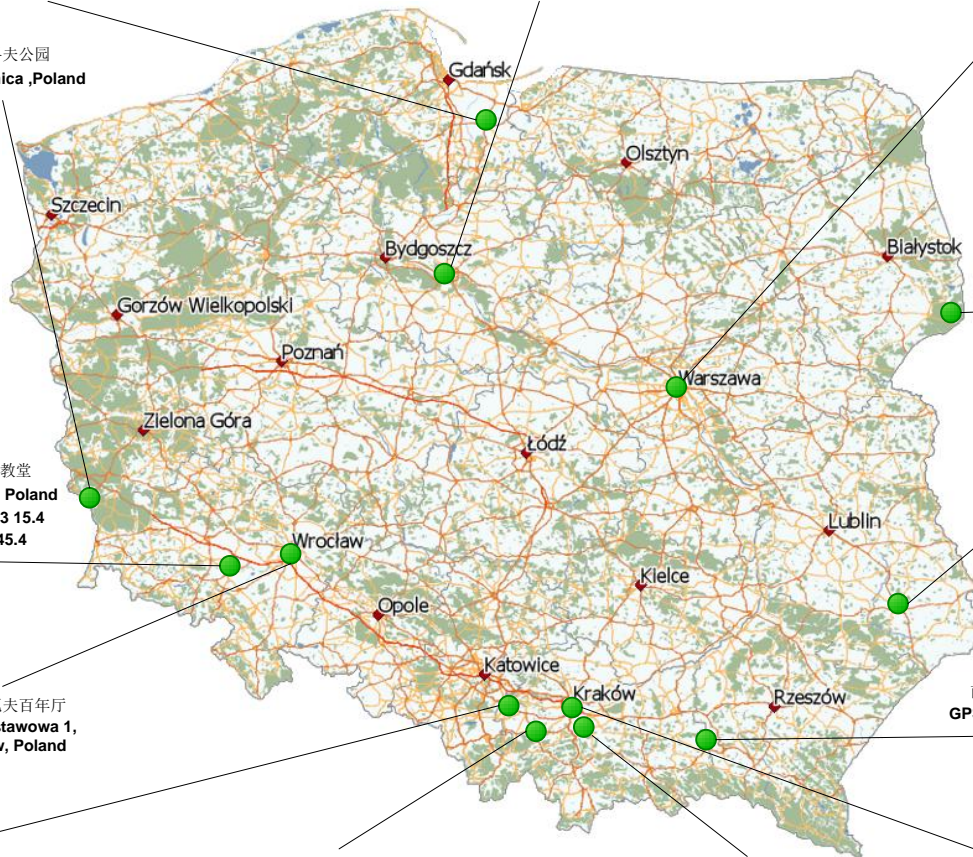 夫公园
ica ,Poland
Gdańsk
Olsztyn
Szczecin
Bydgoszcz
Białystok
Gorzów Wielkopolski
Poznań
Warszawa
Zielona Góra
Łódź
教堂
Poland
3 15.4
45.4
Lublin
Wrocław
Kielce
Opole
Katowice
Kraków
Rzeszów
夫百年厅
stawowa 1,
, Poland
GP